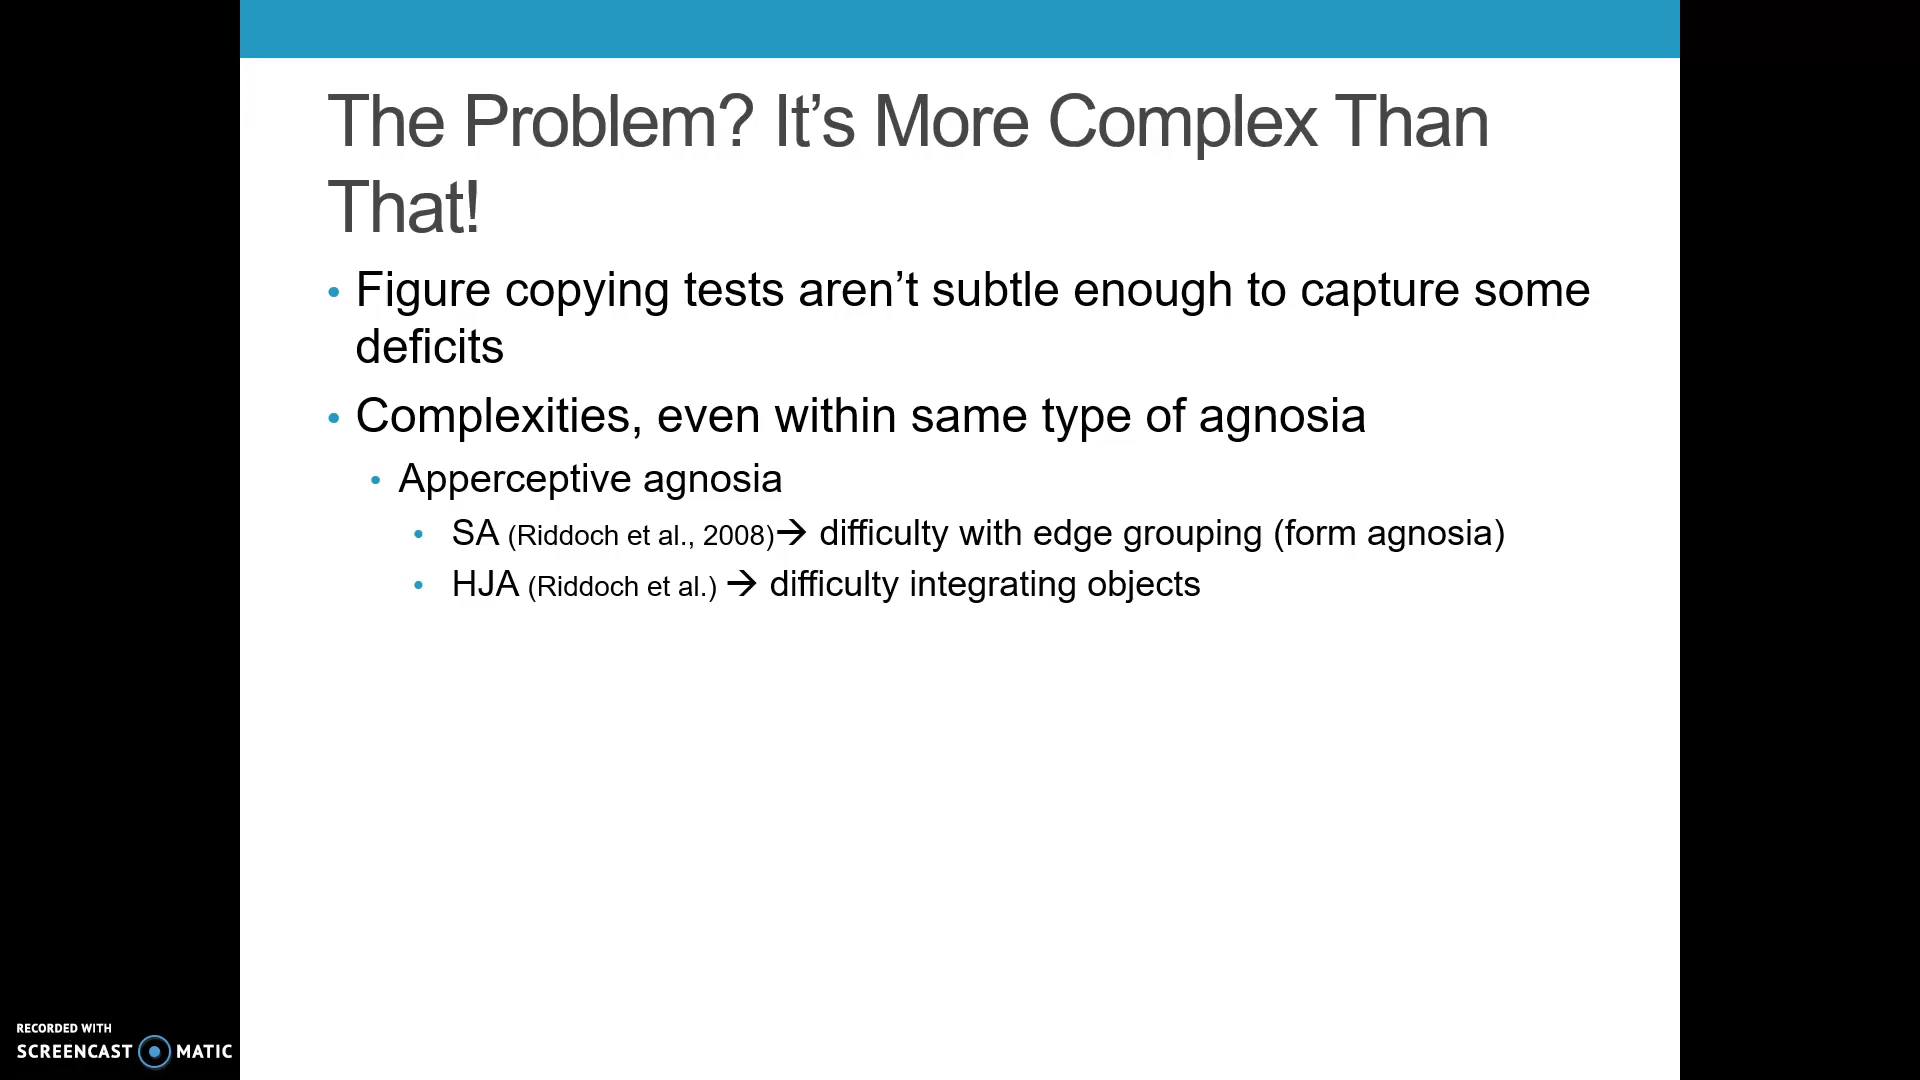 The Problem? It’s More Complex Than
That!
• Figure copying tests aren’t subtle enough to capture some
deficits
• Complexities, even within same type of agnosia
• Apperceptive agnosia
• SA (Riddoch et al., 2008)→ difficulty with edge grouping (form agnosia)
• HJA (Riddoch et al.) → difficulty integrating objects
RECORDED WITH
SCREENCAST MATIC